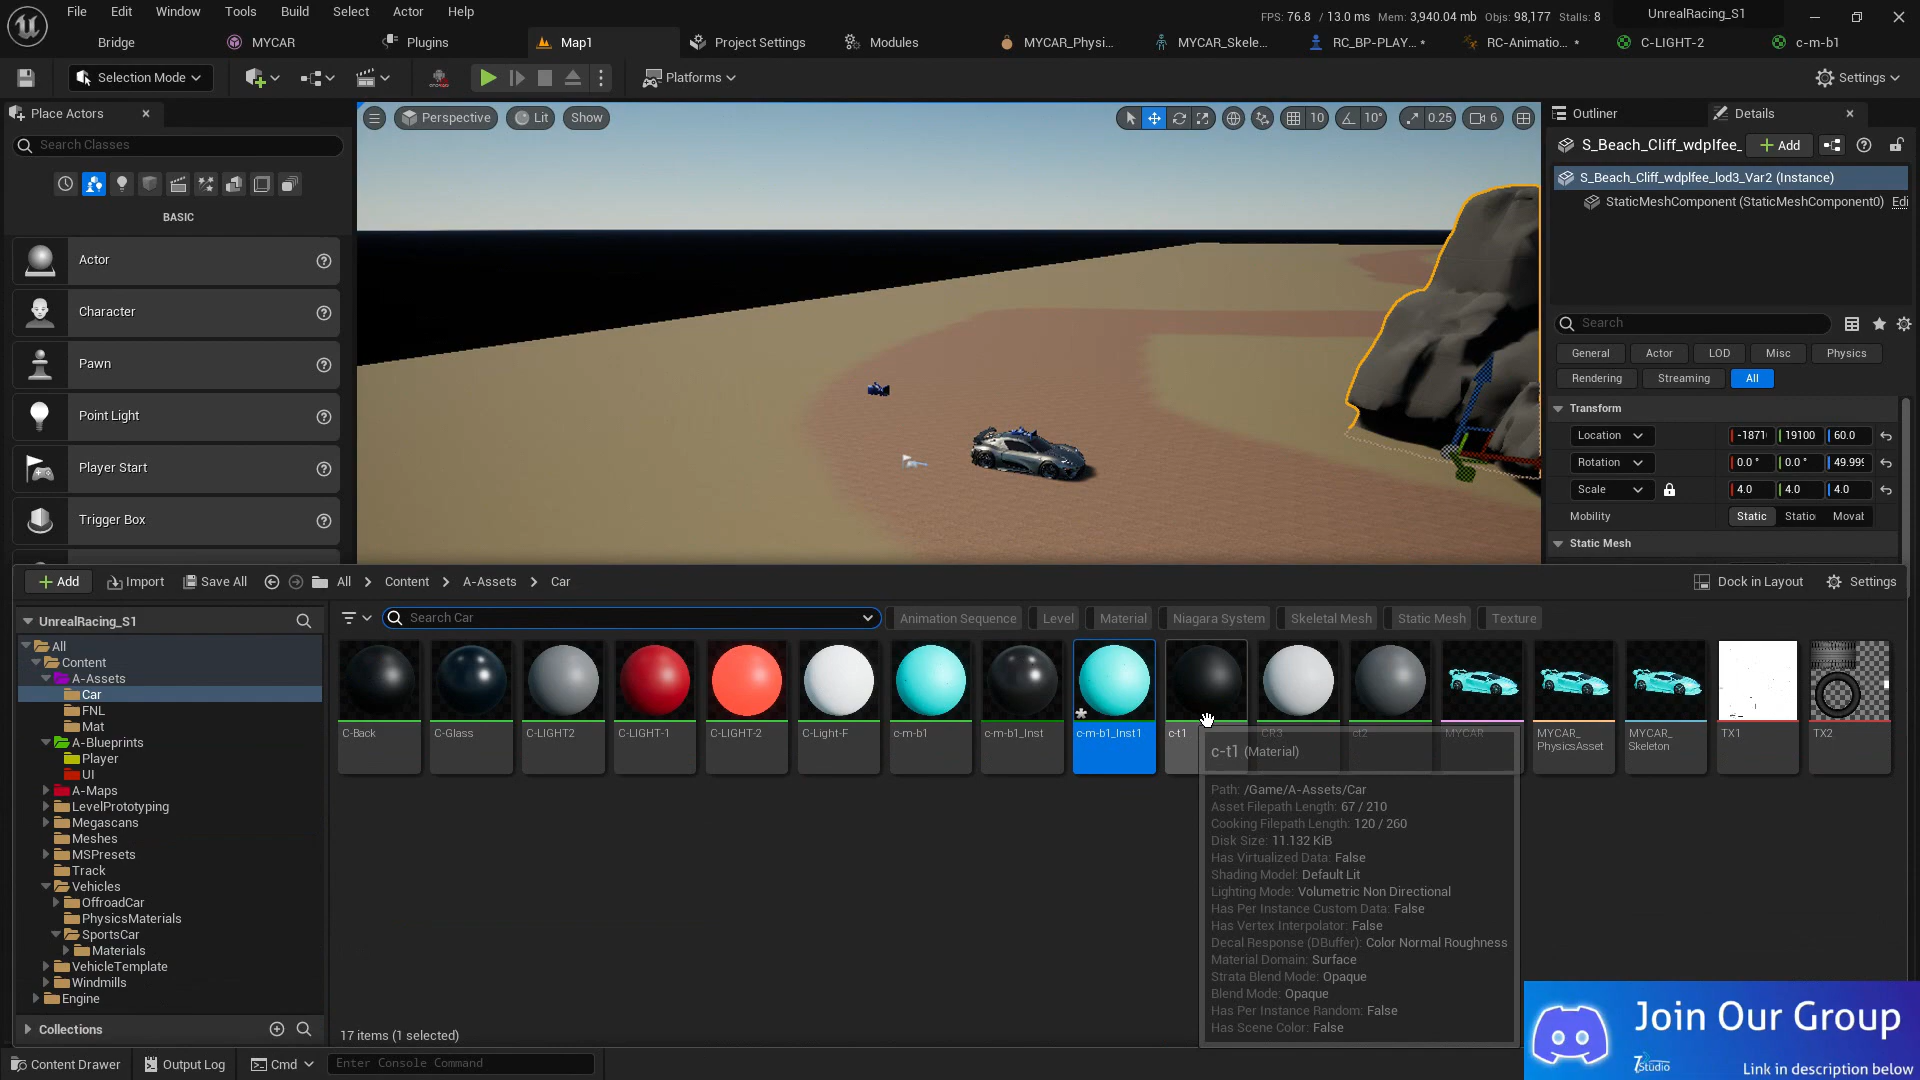 File Edit Window Tools Build Select Actor Help
FPS: 76.8 / 13.0 ms Mem: 3,940.04 mb Objs: 98,177 Stalls: 8
UnrealRacing_S1
Bridge MYCAR Plugins Map1 Project Settings Modules MYCAR_Physi... MYCAR_Skele... RC_BP-PLAY... * RC-Animatio... * C-LIGHT-2 c-m-b1
Selection Mode Platforms Settings
Place Actors
Search Classes
BASIC
Actor
Character
Pawn
Point Light
Player Start
Trigger Box
Perspective Lit Show 10 10° 0.25 6
Outliner Details
S_Beach_Cliff_wdplfee_ Add
S_Beach_Cliff_wdplfee_lod3_Var2 (Instance)
StaticMeshComponent (StaticMeshComponent0) Edi
Search
General Actor LOD Misc Physics
Rendering Streaming All
Transform
Location -1871 19100 60.0
Rotation 0.0 ° 0.0 ° 49.999
Scale 4.0 4.0 4.0
Mobility Static Statio Movab
Static Mesh
Add Import Save All All Content A-Assets Car Dock in Layout Settings
UnrealRacing_S1
All
Content
A-Assets
Car
FNL
Mat
A-Blueprints
Player
UI
A-Maps
LevelPrototyping
Megascans
Meshes
MSPresets
Track
Vehicles
OffroadCar
PhysicsMaterials
SportsCar
Materials
VehicleTemplate
Windmills
Engine
Collections
Search Car
Animation Sequence Level Material Niagara System Skeletal Mesh Static Mesh Texture
C-Back C-Glass C-LIGHT2 C-LIGHT-1 C-LIGHT-2 C-Light-F c-m-b1 c-m-b1_Inst c-m-b1_Inst1 c-t1 CR3 ct2 MYCAR MYCAR_ PhysicsAsset MYCAR_ Skeleton TX1 TX2
c-t1 (Material)
Path: /Game/A-Assets/Car
Asset Filepath Length: 67 / 210
Cooking Filepath Length: 120 / 260
Disk Size: 11.132 KiB
Has Virtualized Data: False
Shading Model: Default Lit
Lighting Mode: Volumetric Non Directional
Has Per Instance Custom Data: False
Has Vertex Interpolator: False
Decal Response (DBuffer): Color Normal Roughness
Material Domain: Surface
Strata Blend Mode: Opaque
Blend Mode: Opaque
Has Per Instance Random: False
Has Scene Color: False
17 items (1 selected)
Content Drawer Output Log Cmd Enter Console Command
Join Our Group
7Studio
Link in description below